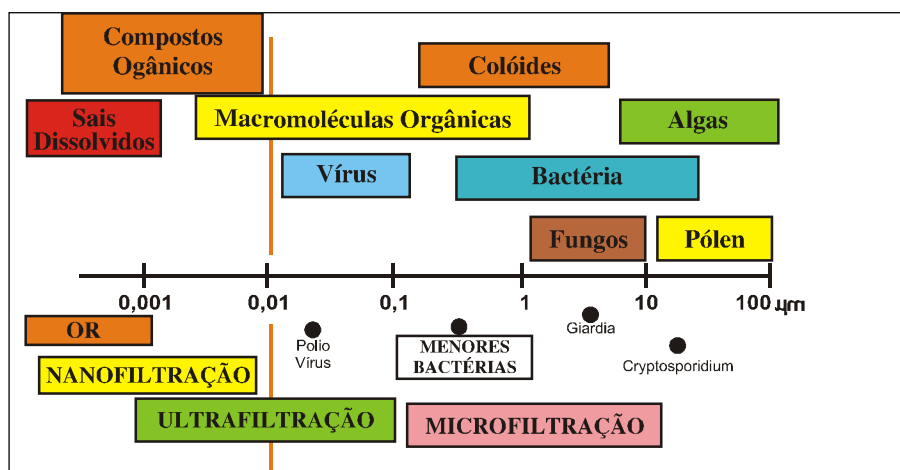 Compostos
Ogânicos
Colóides
Sais
Dissolvidos
Macromoléculas Orgânicas
Algas
Vírus
Bactéria
Fungos
Pólen
0,001
0,01
0,1
1
10
100 µm
OR
Polio
Vírus
MENORES
BACTÉRIAS
Giardia
Cryptosporidium
NANOFILTRAÇÃO
ULTRAFILTRAÇÃO
MICROFILTRAÇÃO